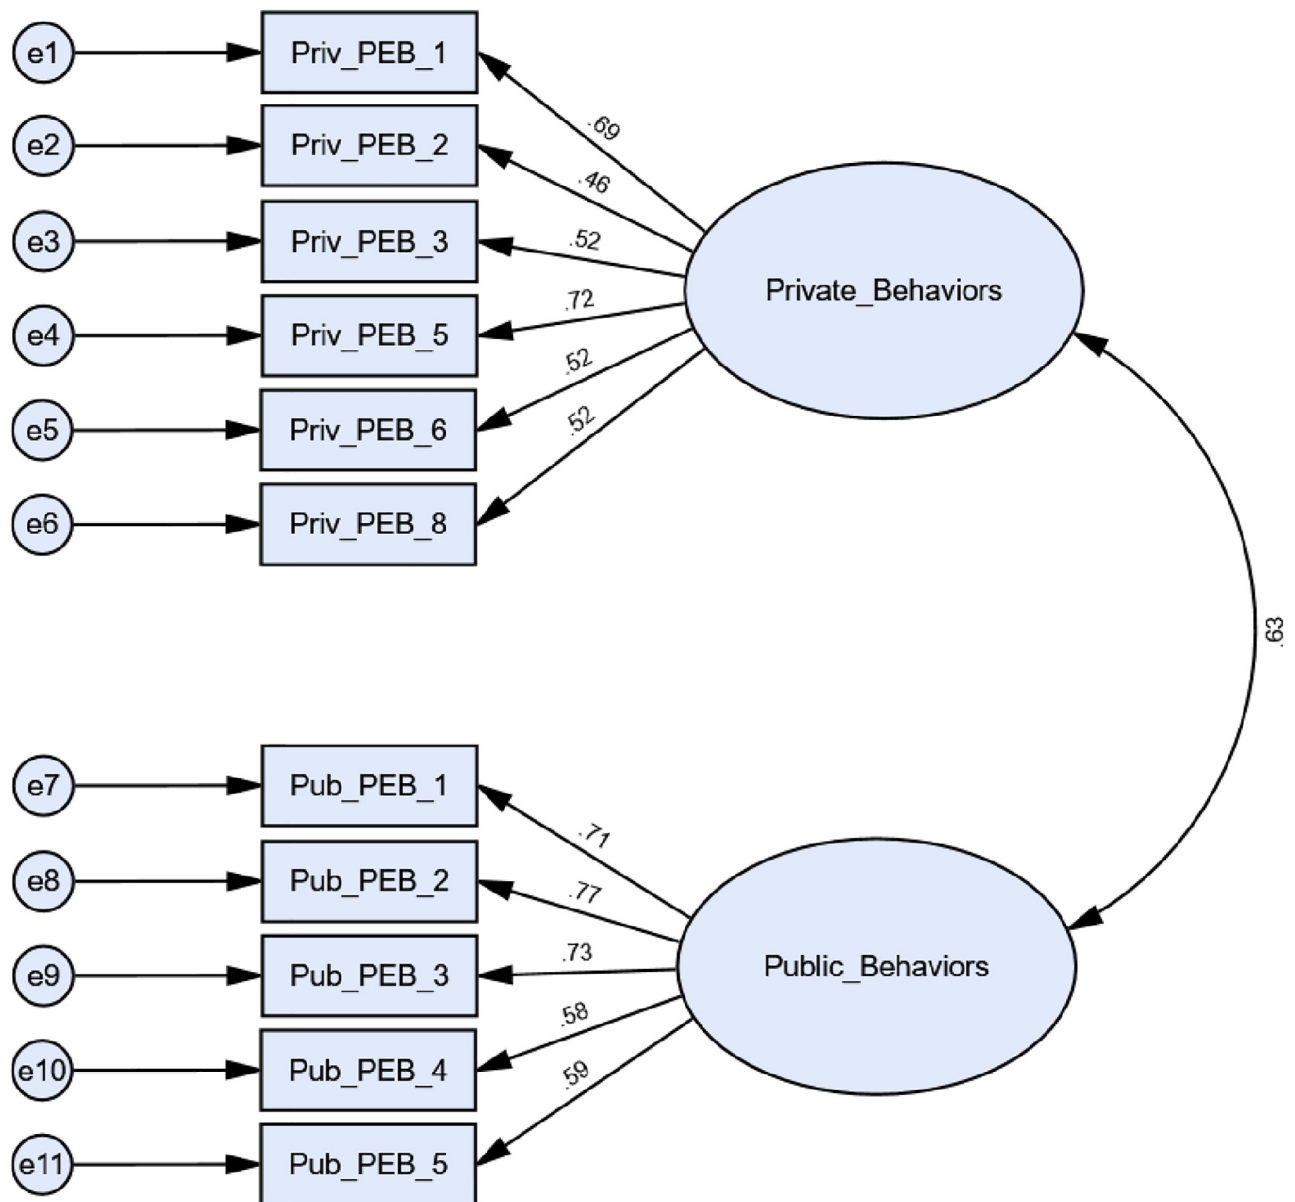 e1
Priv_PEB_1
.69
e2
Priv_PEB_2
.46
e3
Priv_PEB_3
.52
e4
Priv_PEB_5
.72
e5
Priv_PEB_6
.52
e6
Priv_PEB_8
.52
Private_Behaviors
.63
e7
Pub_PEB_1
.71
e8
Pub_PEB_2
.77
e9
Pub_PEB_3
.73
e10
Pub_PEB_4
.58
e11
Pub_PEB_5
.59
Public_Behaviors